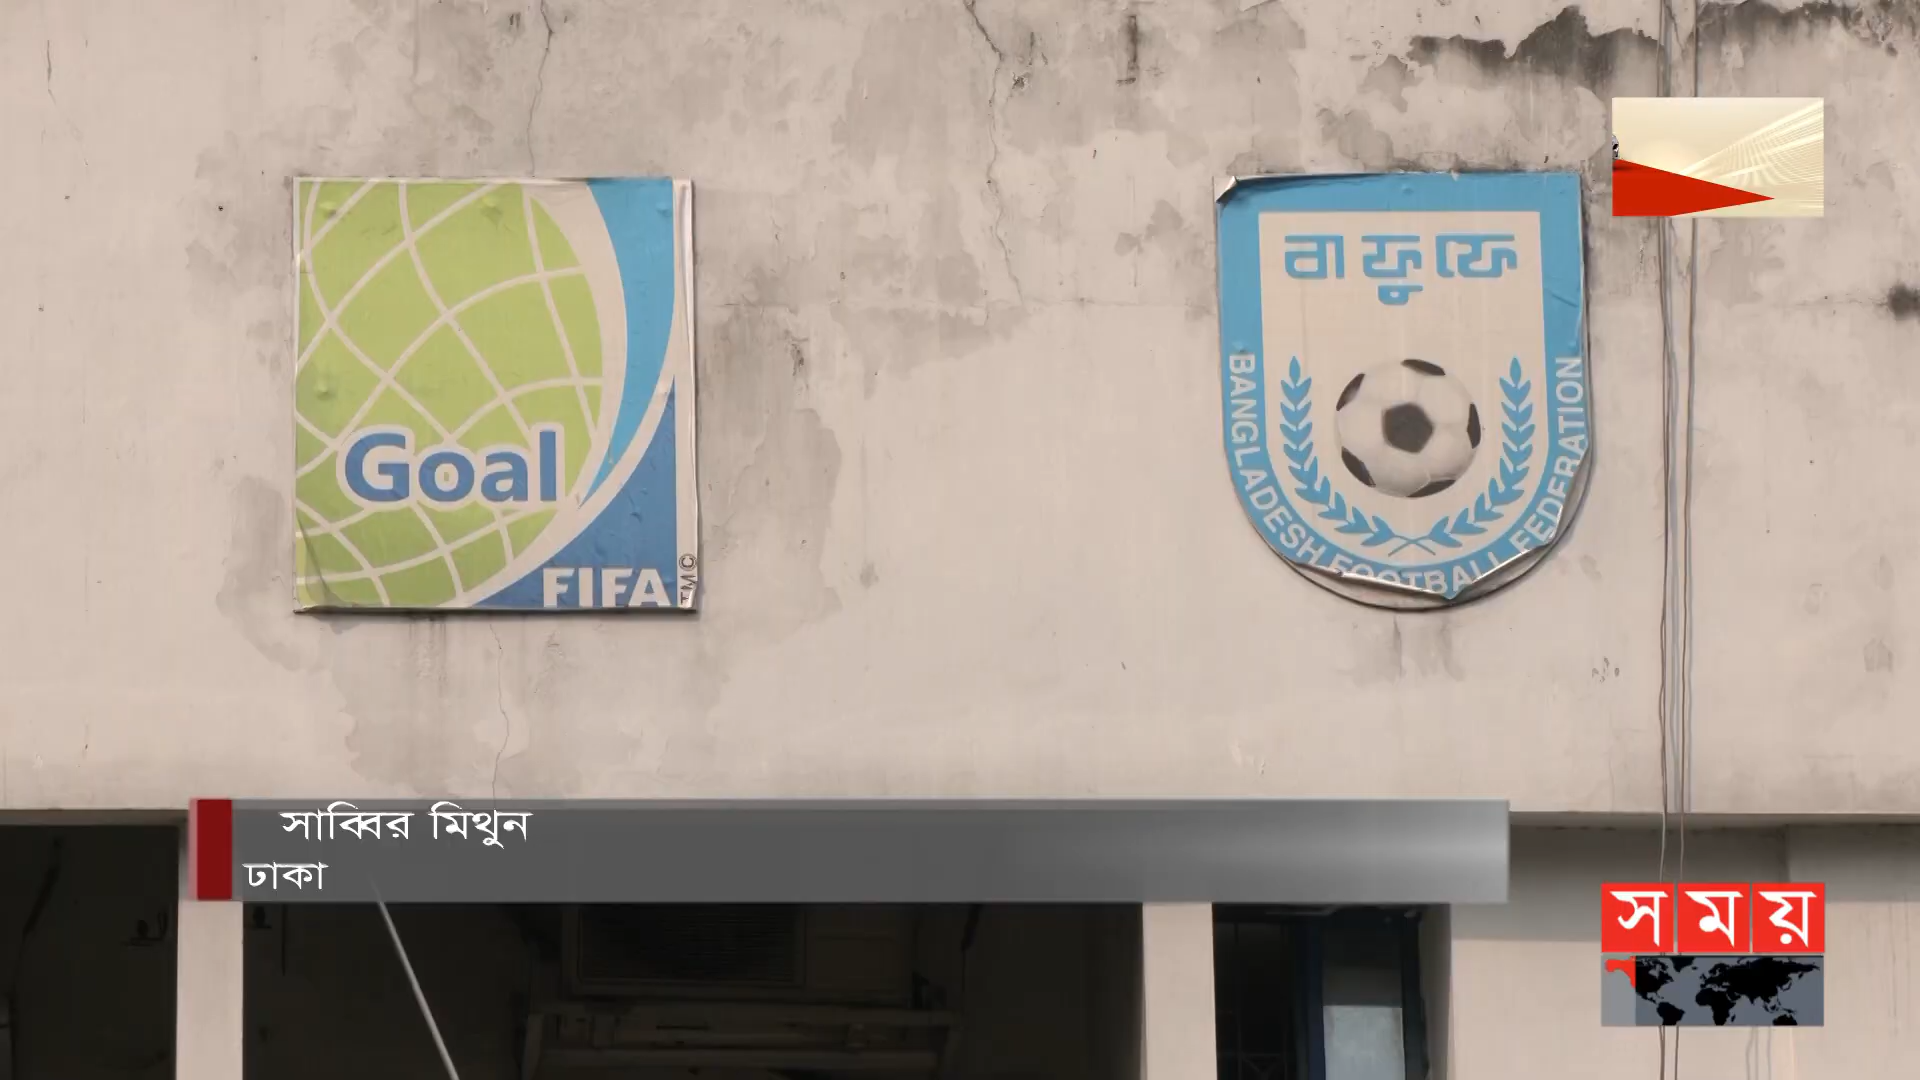 Goal
FIFA
TM©
বা ফু ফে
BANGLADESH FOOTBALL FEDERATION
সাব্বির মিথুন
ঢাকা
সময়